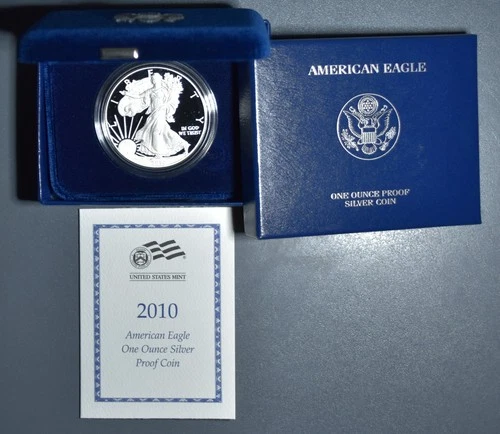 LIBERTY
IN GOD
WE TRUST
AMERICAN EAGLE
ONE OUNCE PROOF
SILVER COIN
UNITED STATES MINT
2010
American Eagle
One Ounce Silver
Proof Coin